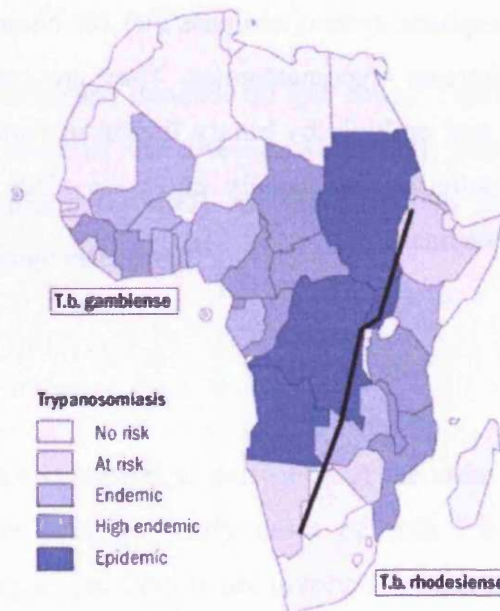 T.b. gambiense
Trypanosomiasis
No risk
At risk
Endemic
High endemic
Epidemic
T.b. rhodesiense